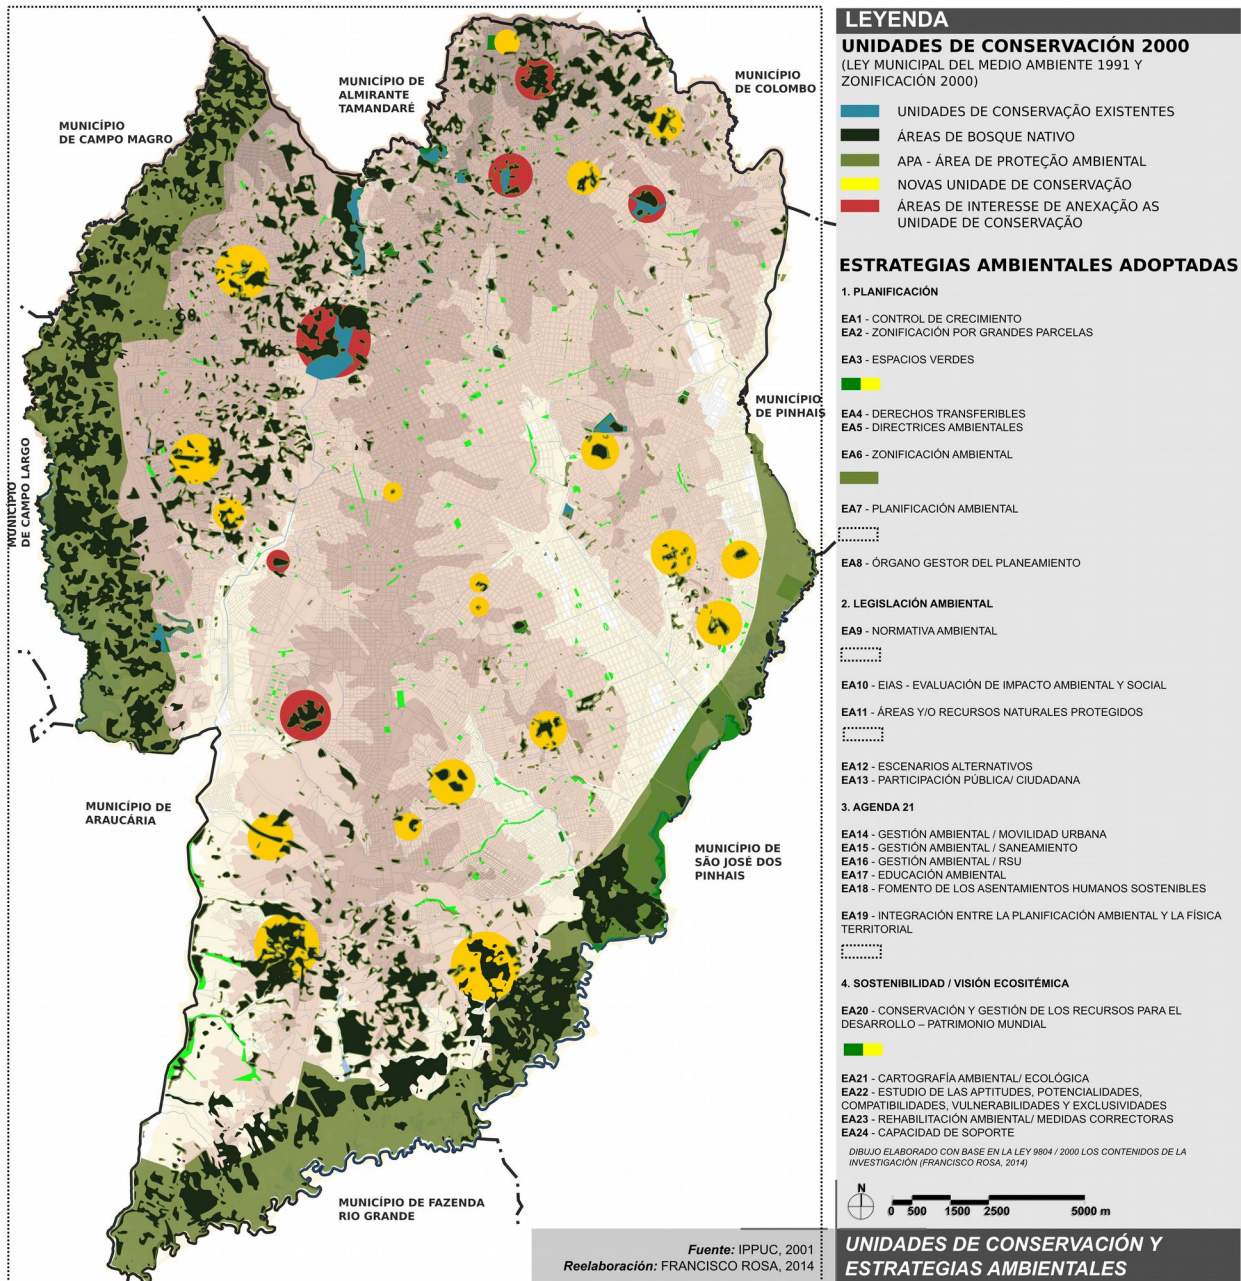 MUNICÍPIO
DE CAMPO MAGRO
MUNICÍPIO DE
ALMIRANTE
TAMANDARÉ
MUNICÍPIO
DE COLOMBO
MUNICÍPIO
DE PINHAIS
MUNICÍPIO
DE CAMPO LARGO
MUNICÍPIO DE
ARAUCÁRIA
MUNICÍPIO DE
SÃO JOSÉ DOS
PINHAIS
MUNICÍPIO DE FAZENDA
RIO GRANDE
Fuente: IPPUC, 2001
Reelaboración: FRANCISCO ROSA, 2014
LEYENDA
UNIDADES DE CONSERVACIÓN 2000
(LEY MUNICIPAL DEL MEDIO AMBIENTE 1991 Y
ZONIFICACIÓN 2000)
UNIDADES DE CONSERVAÇÃO EXISTENTES
ÁREAS DE BOSQUE NATIVO
APA - ÁREA DE PROTEÇÃO AMBIENTAL
NOVAS UNIDADE DE CONSERVAÇÃO
ÁREAS DE INTERESSE DE ANEXAÇÃO AS
UNIDADE DE CONSERVAÇÃO
ESTRATEGIAS AMBIENTALES ADOPTADAS
1. PLANIFICACIÓN
EA1 - CONTROL DE CRECIMIENTO
EA2 - ZONIFICACIÓN POR GRANDES PARCELAS
EA3 - ESPACIOS VERDES
EA4 - DERECHOS TRANSFERIBLES
EA5 - DIRECTRICES AMBIENTALES
EA6 - ZONIFICACIÓN AMBIENTAL
EA7 - PLANIFICACIÓN AMBIENTAL
EA8 - ÓRGANO GESTOR DEL PLANEAMIENTO
2. LEGISLACIÓN AMBIENTAL
EA9 - NORMATIVA AMBIENTAL
EA10 - EIAS - EVALUACIÓN DE IMPACTO AMBIENTAL Y SOCIAL
EA11 - ÁREAS Y/O RECURSOS NATURALES PROTEGIDOS
EA12 - ESCENARIOS ALTERNATIVOS
EA13 - PARTICIPACIÓN PÚBLICA/ CIUDADANA
3. AGENDA 21
EA14 - GESTIÓN AMBIENTAL / MOVILIDAD URBANA
EA15 - GESTIÓN AMBIENTAL / SANEAMIENTO
EA16 - GESTIÓN AMBIENTAL / RSU
EA17 - EDUCACIÓN AMBIENTAL
EA18 - FOMENTO DE LOS ASENTAMIENTOS HUMANOS SOSTENIBLES
EA19 - INTEGRACIÓN ENTRE LA PLANIFICACIÓN AMBIENTAL Y LA FÍSICA
TERRITORIAL
4. SOSTENIBILIDAD / VISIÓN ECOSITÉMICA
EA20 - CONSERVACIÓN Y GESTIÓN DE LOS RECURSOS PARA EL
DESARROLLO – PATRIMONIO MUNDIAL
EA21 - CARTOGRAFÍA AMBIENTAL/ ECOLÓGICA
EA22 - ESTUDIO DE LAS APTITUDES, POTENCIALIDADES,
COMPATIBILIDADES, VULNERABILIDADES Y EXCLUSIVIDADES
EA23 - REHABILITACIÓN AMBIENTAL/ MEDIDAS CORRECTORAS
EA24 - CAPACIDAD DE SOPORTE
DIBUJO ELABORADO CON BASE EN LA LEY 9804 / 2000 LOS CONTENIDOS DE LA
INVESTIGACIÓN (FRANCISCO ROSA, 2014)
N
0 500 1500 2500 5000 m
UNIDADES DE CONSERVACIÓN Y
ESTRATEGIAS AMBIENTALES